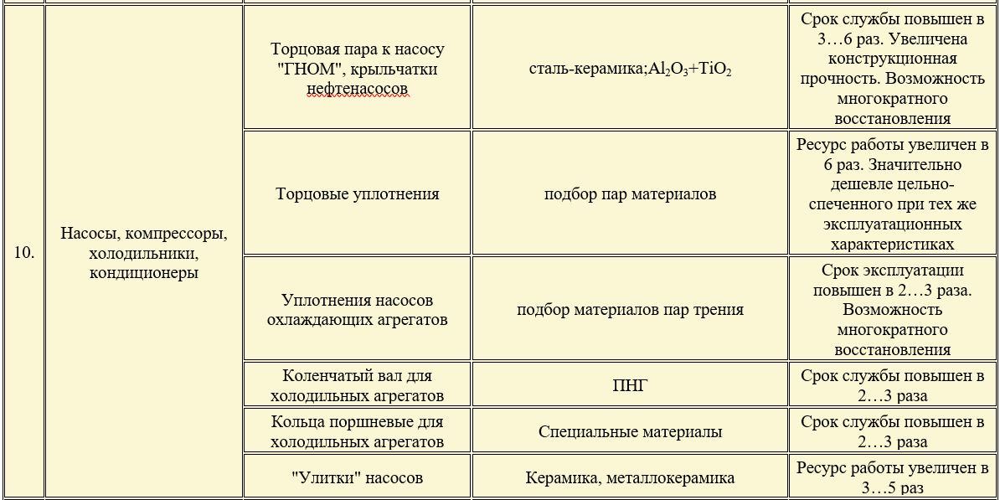 10.
Насосы, компрессоры,
холодильники,
кондиционеры
Торцовая пара к насосу
"ГНОМ", крыльчатки
нефтенасосов
сталь-керамика;Al₂O₃+TiO₂
Срок службы повышен в
3…6 раз. Увеличена
конструкционная
прочность. Возможность
многократного
восстановления
Торцовые уплотнения
подбор пар материалов
Ресурс работы увеличен в
6 раз. Значительно
дешевле цельно-
спеченного при тех же
эксплуатационных
характеристиках
Уплотнения насосов
охлаждающих агрегатов
подбор материалов пар трения
Срок эксплуатации
повышен в 2…3 раза.
Возможность
многократного
восстановления
Коленчатый вал для
холодильных агрегатов
ПНГ
Срок службы повышен в
2…3 раза
Кольца поршневые для
холодильных агрегатов
Специальные материалы
Срок службы повышен в
2…3 раза
"Улитки" насосов
Керамика, металлокерамика
Ресурс работы увеличен в
3…5 раз